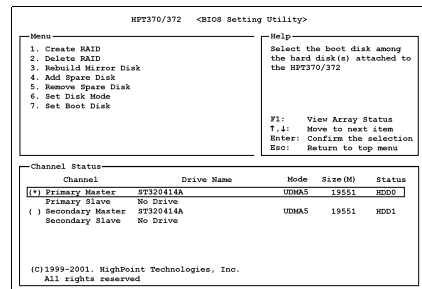 HPT370/372 <BIOS Setting Utility>
Menu
1. Create RAID
2. Delete RAID
3. Rebuild Mirror Disk
4. Add Spare Disk
5. Remove Spare Disk
6. Set Disk Mode
7. Set Boot Disk
Help
Select the boot disk among
the hard disk(s) attached to
the HPT370/372
F1: View Array Status
↑,↓: Move to next item
Enter: Confirm the selection
Esc: Return to top menu
Channel Status
Channel Drive Name Mode Size(M) Status
(*) Primary Master ST320414A UDMA5 19551 HDD0
Primary Slave No Drive
( ) Secondary Master ST320414A UDMA5 19551 HDD1
Secondary Slave No Drive
(C)1999-2001. HighPoint Technologies, Inc.
All rights reserved